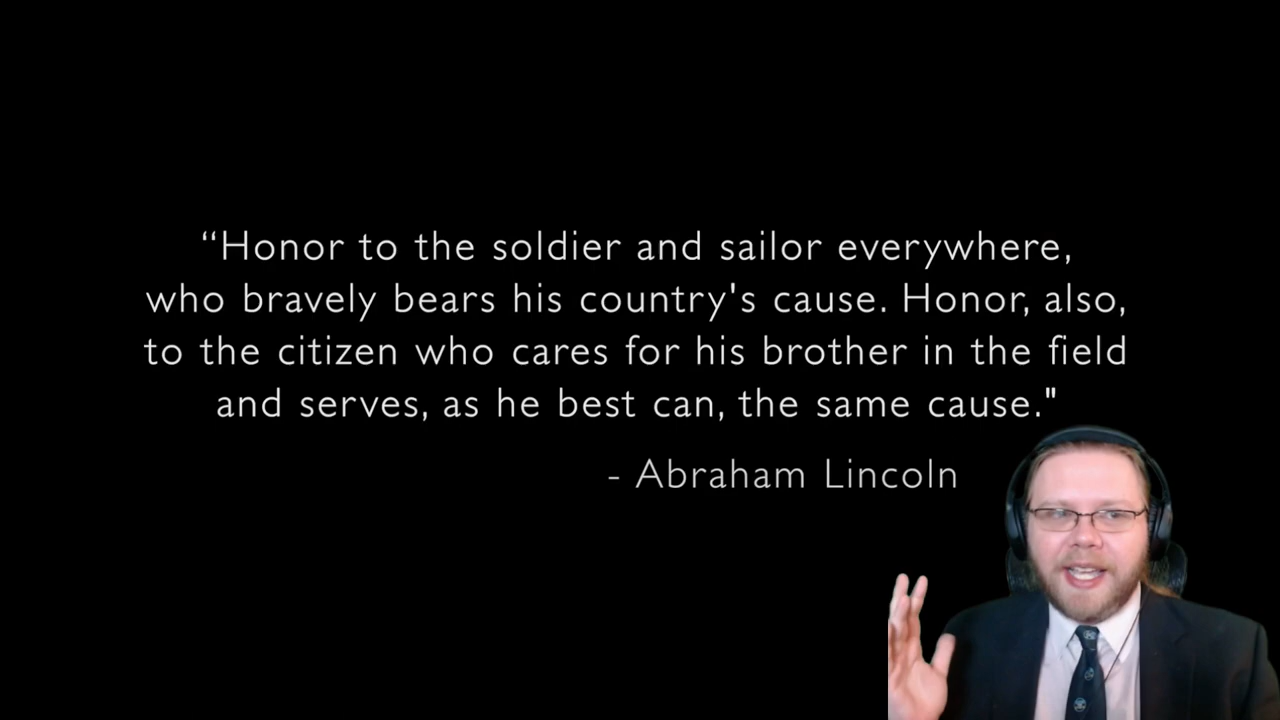 “Honor to the soldier and sailor everywhere,
who bravely bears his country's cause. Honor, also,
to the citizen who cares for his brother in the field
and serves, as he best can, the same cause."
- Abraham Lincoln